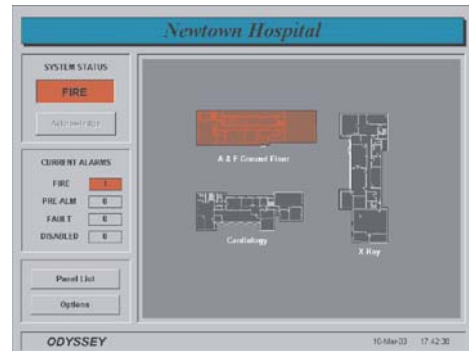 Newtown Hospital
SYSTEM STATUS
FIRE
Acknowledge
CURRENT ALARMS
FIRE 1
PRE-ALM 0
FAULT 0
DISABLED 0
Panel List
Options
A & E Ground Floor
Cardiology
X Ray
ODYSSEY
10-Mar-03 17:42:30